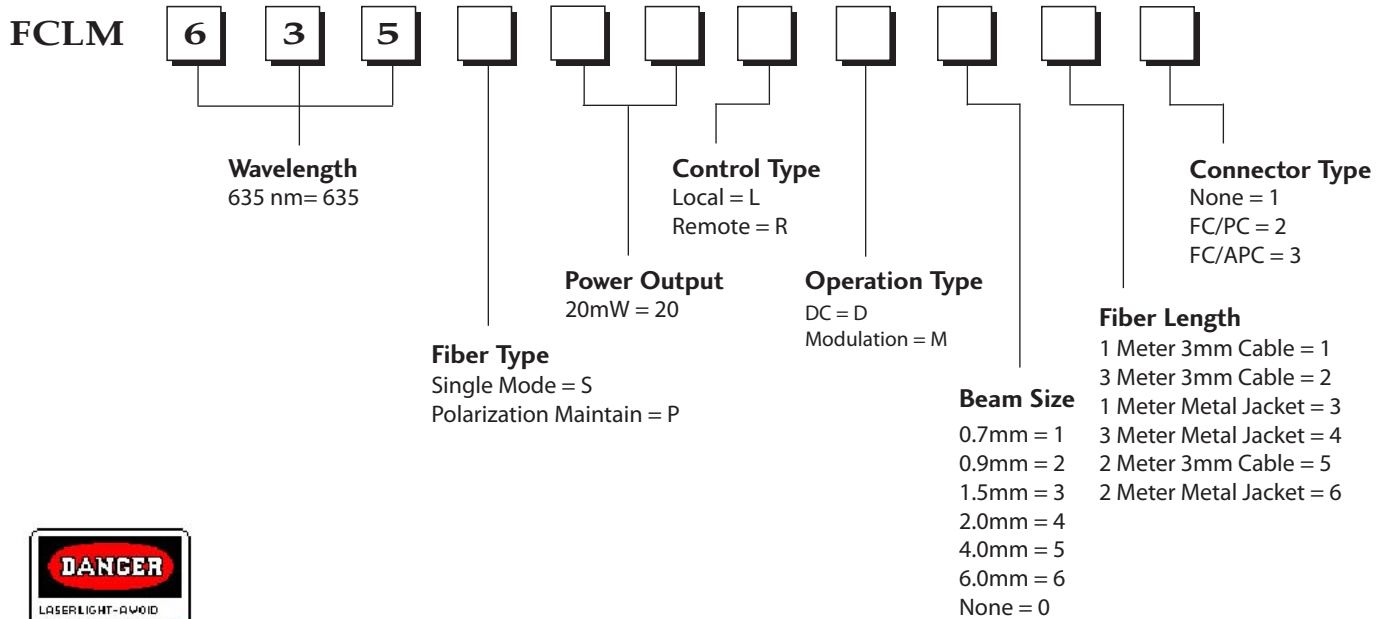 FCLM 6 3 5
Wavelength
635 nm= 635
Control Type
Local = L
Remote = R
Connector Type
None = 1
FC/PC = 2
FC/APC = 3
Power Output
20mW = 20
Operation Type
DC = D
Modulation = M
Fiber Length
1 Meter 3mm Cable = 1
3 Meter 3mm Cable = 2
1 Meter Metal Jacket = 3
3 Meter Metal Jacket = 4
2 Meter 3mm Cable = 5
2 Meter Metal Jacket = 6
Fiber Type
Single Mode = S
Polarization Maintain = P
Beam Size
0.7mm = 1
0.9mm = 2
1.5mm = 3
2.0mm = 4
4.0mm = 5
6.0mm = 6
None = 0
DANGER
LASERLIGHT-AVOID